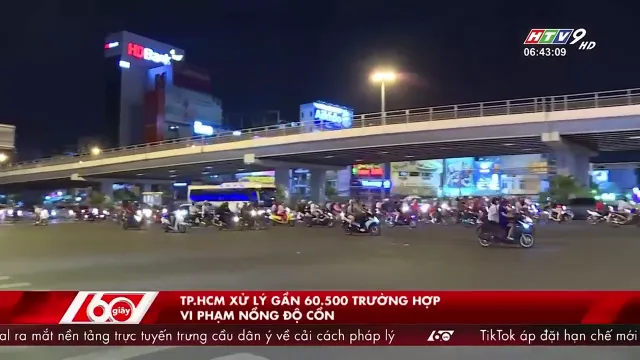 HDBank
HTV9 HD
06:43:09
60 giây
TP.HCM XỬ LÝ GẦN 60.500 TRƯỜNG HỢP
VI PHẠM NỒNG ĐỘ CỒN
al ra mắt nền tảng trực tuyến trưng cầu dân ý về cải cách pháp lý 60 TikTok áp đặt hạn chế mới